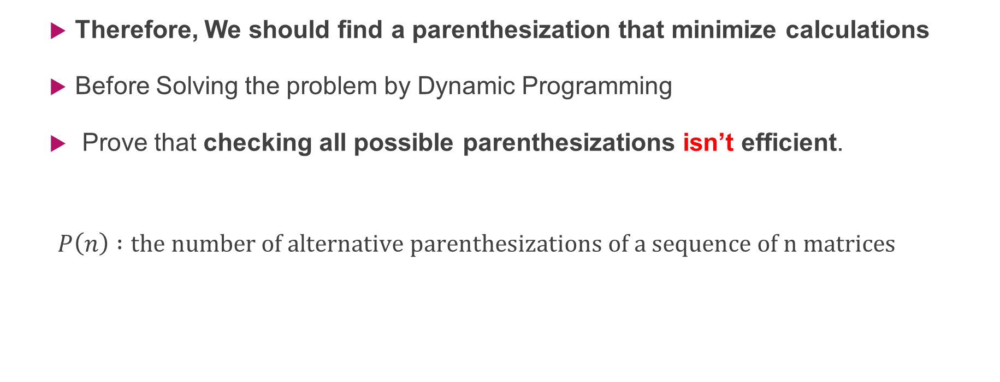 Therefore, We should find a parenthesization that minimize calculations
Before Solving the problem by Dynamic Programming
Prove that checking all possible parenthesizations isn’t efficient.
P(n) : the number of alternative parenthesizations of a sequence of n matrices